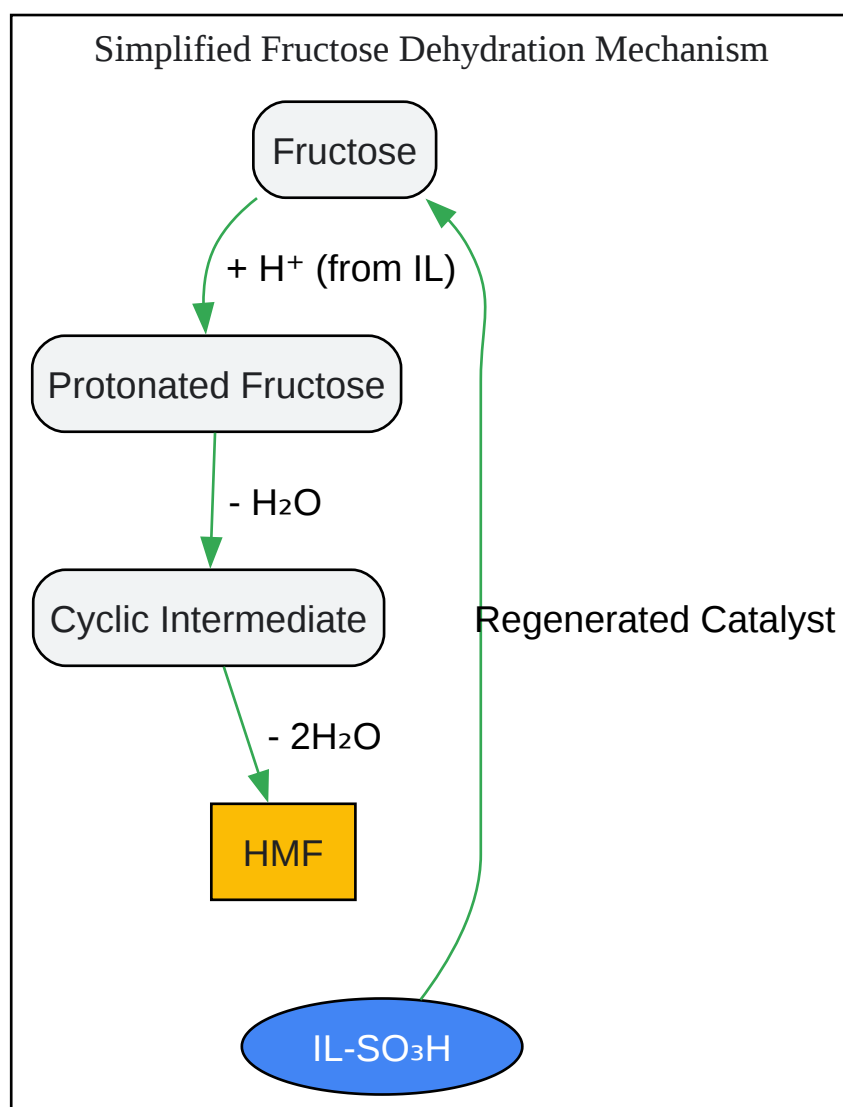 Simplified Fructose Dehydration Mechanism
Fructose
+ H⁺ (from IL)
Protonated Fructose
- H₂O
Cyclic Intermediate
Regenerated Catalyst
- 2H₂O
HMF
IL-SO₃H